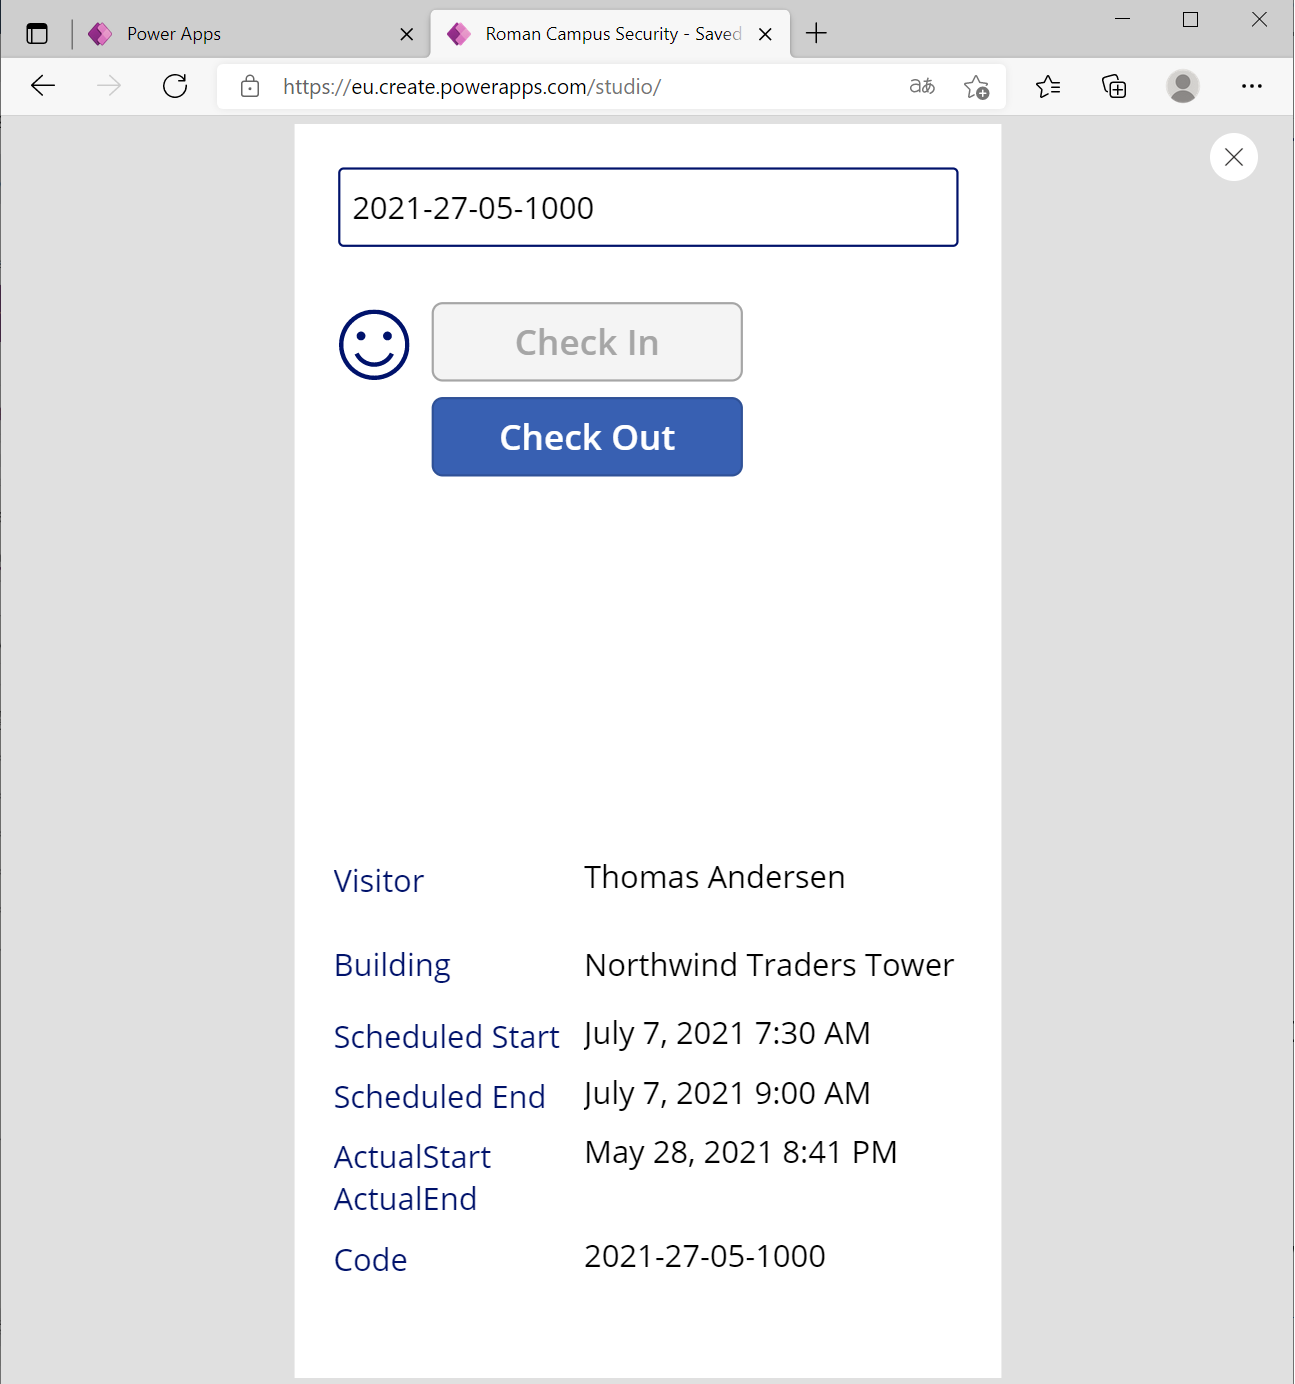 Power Apps
Roman Campus Security - Saved
https://eu.create.powerapps.com/studio/
aあ
2021-27-05-1000
Check In
Check Out
Visitor Thomas Andersen
Building Northwind Traders Tower
Scheduled Start July 7, 2021 7:30 AM
Scheduled End July 7, 2021 9:00 AM
ActualStart May 28, 2021 8:41 PM
ActualEnd
Code 2021-27-05-1000